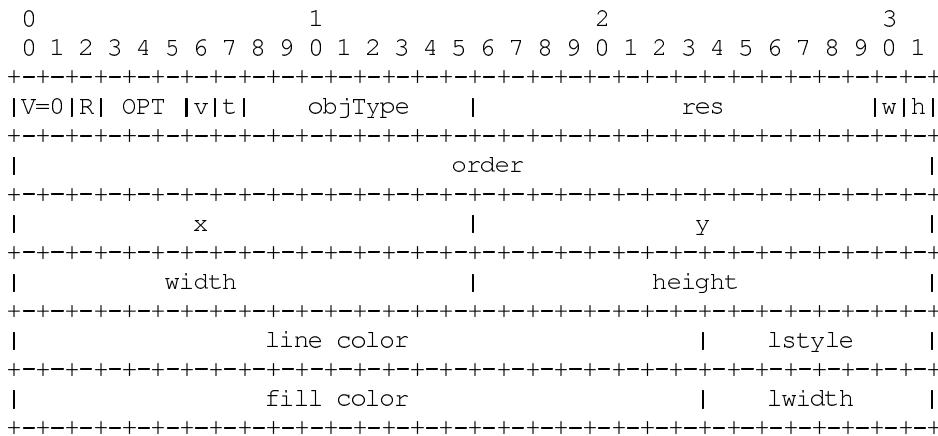 0                   1                   2                   3
 0 1 2 3 4 5 6 7 8 9 0 1 2 3 4 5 6 7 8 9 0 1 2 3 4 5 6 7 8 9 0 1
+-+-+-+-+-+-+-+-+-+-+-+-+-+-+-+-+-+-+-+-+-+-+-+-+-+-+-+-+-+-+-+-+
|V=0|R| OPT |v|t|    objType    |              res          |w|h|
+-+-+-+-+-+-+-+-+-+-+-+-+-+-+-+-+-+-+-+-+-+-+-+-+-+-+-+-+-+-+-+-+
|                              order                            |
+-+-+-+-+-+-+-+-+-+-+-+-+-+-+-+-+-+-+-+-+-+-+-+-+-+-+-+-+-+-+-+-+
|            x                  |               y               |
+-+-+-+-+-+-+-+-+-+-+-+-+-+-+-+-+-+-+-+-+-+-+-+-+-+-+-+-+-+-+-+-+
|          width                |            height             |
+-+-+-+-+-+-+-+-+-+-+-+-+-+-+-+-+-+-+-+-+-+-+-+-+-+-+-+-+-+-+-+-+
|                 line color                    |    lstyle     |
+-+-+-+-+-+-+-+-+-+-+-+-+-+-+-+-+-+-+-+-+-+-+-+-+-+-+-+-+-+-+-+-+
|                 fill color                    |    lwidth     |
+-+-+-+-+-+-+-+-+-+-+-+-+-+-+-+-+-+-+-+-+-+-+-+-+-+-+-+-+-+-+-+-+